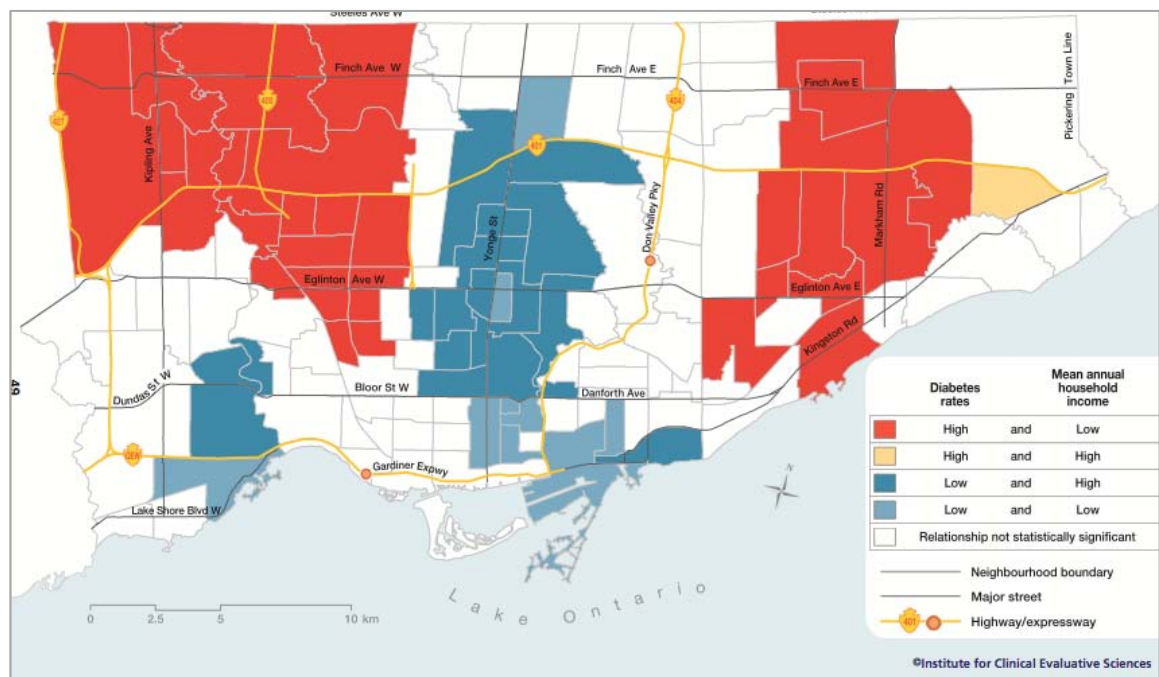 Steeles Ave W
Finch Ave W
Finch Ave E
Finch Ave E
Pickering Town Line
427
400
404
401
Kipling Ave
Yonge St
Don Valley Pky
Markham Rd
Eglinton Ave W
Eglinton Ave E
Kingston Rd
Dundas St W
Bloor St W
Danforth Ave
QEW
Gardiner Expwy
Lake Shore Blvd W
N
Lake Ontario
0 2.5 5 10 km
49
Diabetes rates
Mean annual household income
High and Low
High and High
Low and High
Low and Low
Relationship not statistically significant
Neighbourhood boundary
Major street
401 Highway/expressway
©Institute for Clinical Evaluative Sciences